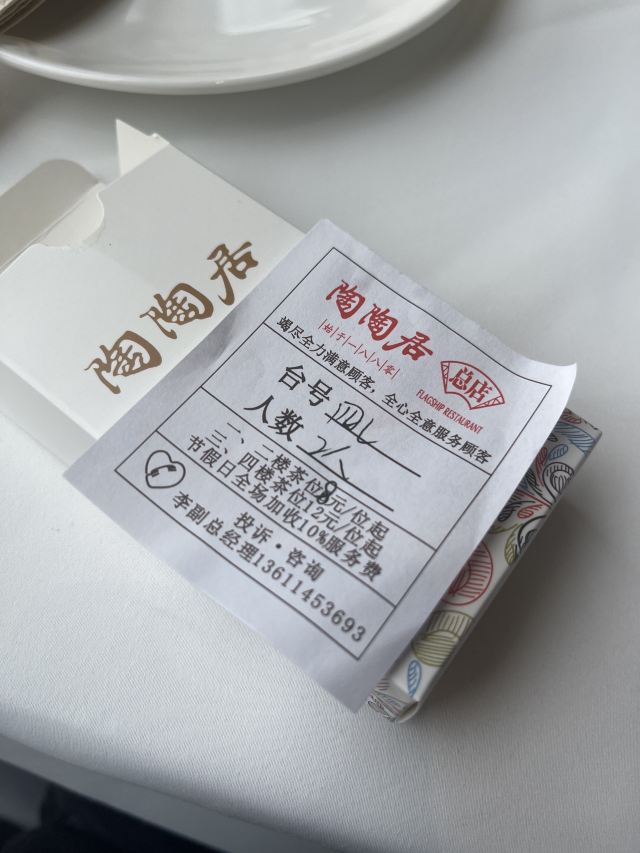 陶陶居
陶陶居
|始|于|一|八|八|零|
总店
FLAGSHIP RESTAURANT
竭尽全力满意顾客，全心全意服务顾客
台号
人数
一、二楼茶位8元/位起
三、四楼茶位12元/位起
节假日全场加收10%服务费
投诉·咨询
李副总经理13611453693